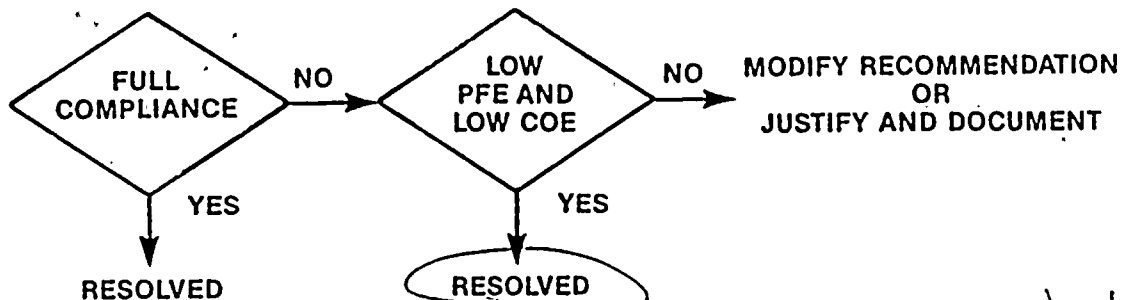 FULL
COMPLIANCE
NO
LOW
PFE AND
LOW COE
NO
MODIFY RECOMMENDATION
OR
JUSTIFY AND DOCUMENT
YES
YES
RESOLVED
RESOLVED